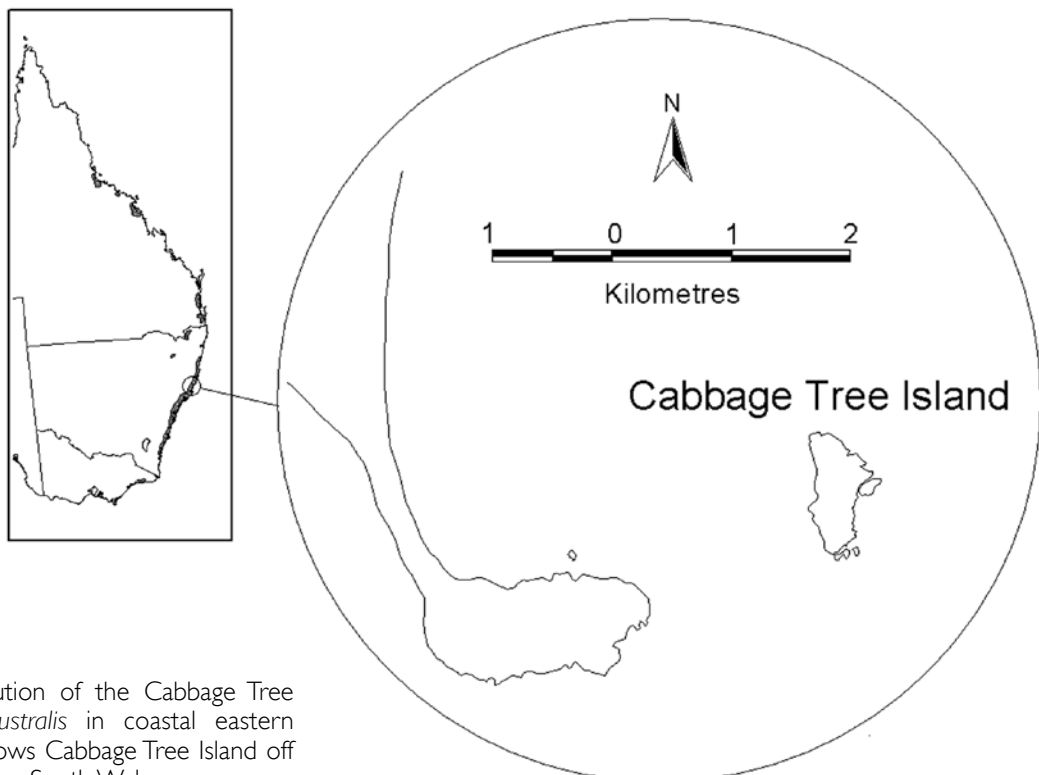 N
1 0 1 2
Kilometres
Cabbage Tree Island
ution of the Cabbage Tree
ustralis in coastal eastern
ows Cabbage Tree Island off